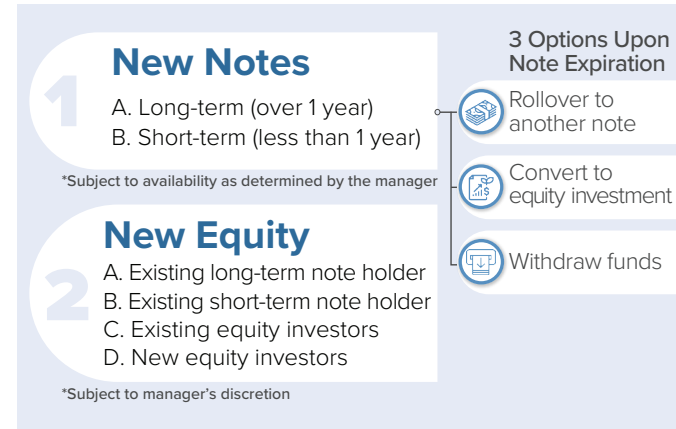 1
New Notes
A. Long-term (over 1 year)
B. Short-term (less than 1 year)
*Subject to availability as determined by the manager
2
New Equity
A. Existing long-term note holder
B. Existing short-term note holder
C. Existing equity investors
D. New equity investors
*Subject to manager's discretion
3 Options Upon
Note Expiration
Rollover to
another note
Convert to
equity investment
Withdraw funds